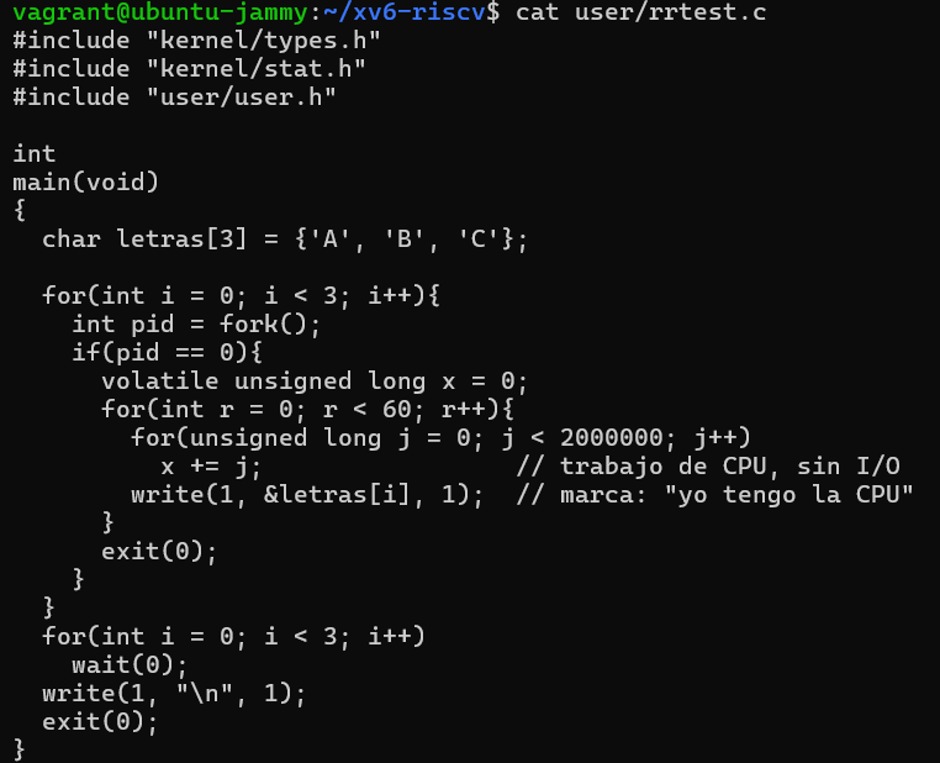 vagrant@ubuntu-jammy:~/xv6-riscv$ cat user/rrtest.c
#include "kernel/types.h"
#include "kernel/stat.h"
#include "user/user.h"

int
main(void)
{
  char letras[3] = {'A', 'B', 'C'};

  for(int i = 0; i < 3; i++){
    int pid = fork();
    if(pid == 0){
      volatile unsigned long x = 0;
      for(int r = 0; r < 60; r++){
        for(unsigned long j = 0; j < 2000000; j++)
          x += j;                 // trabajo de CPU, sin I/O
        write(1, &letras[i], 1);  // marca: "yo tengo la CPU"
      }
      exit(0);
    }
  }
  for(int i = 0; i < 3; i++)
    wait(0);
  write(1, "\n", 1);
  exit(0);
}